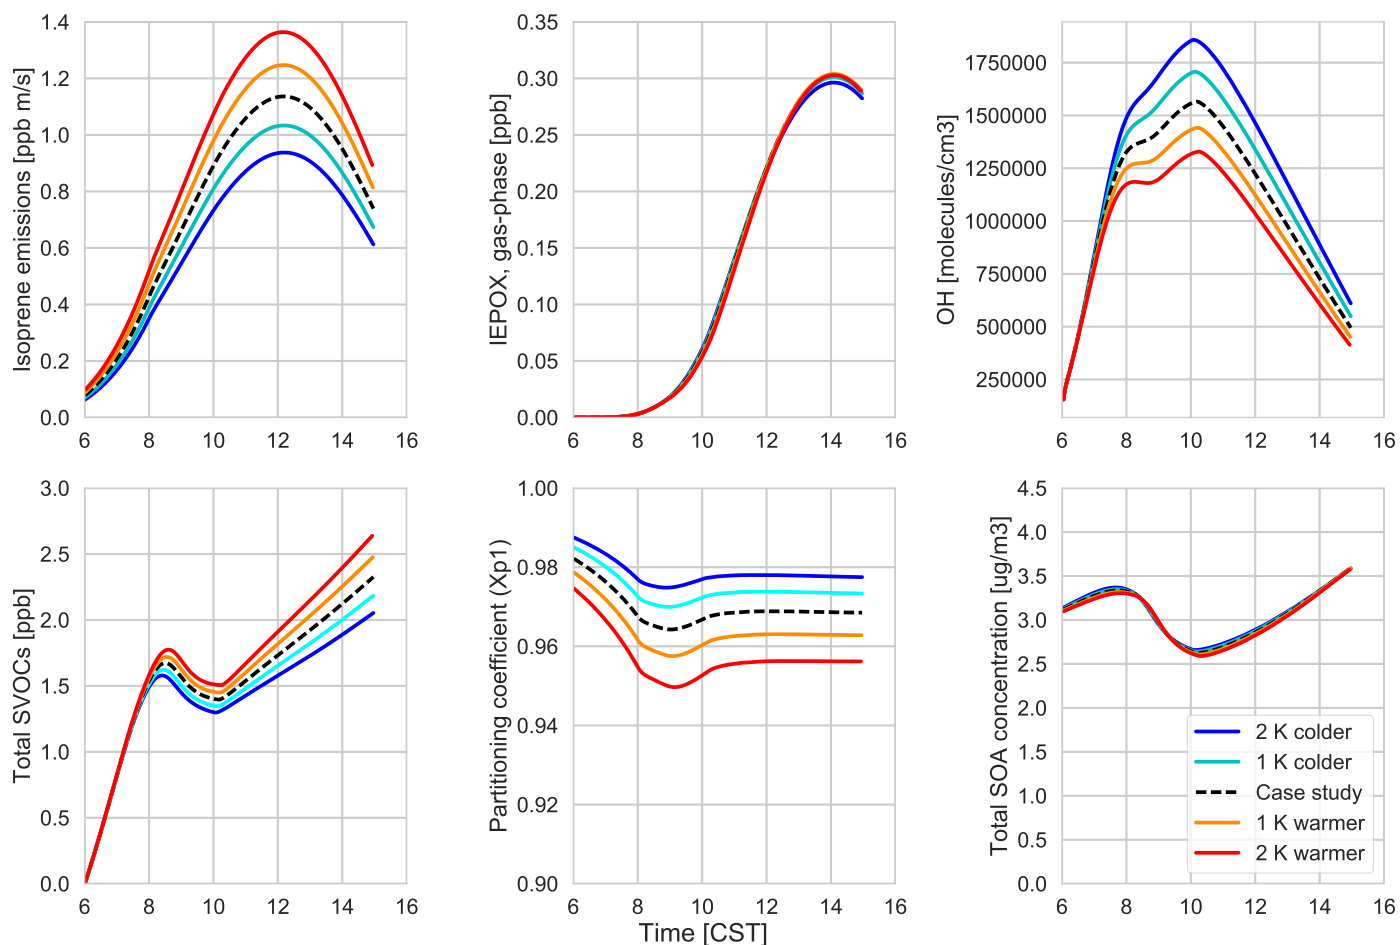 Isoprene emissions [ppb m/s]
1.4
1.2
1.0
0.8
0.6
0.4
0.2
0.0
6 8 10 12 14 16
IEPOX, gas-phase [ppb]
0.35
0.30
0.25
0.20
0.15
0.10
0.05
0.00
6 8 10 12 14 16
OH [molecules/cm3]
1750000
1500000
1250000
1000000
750000
500000
250000
6 8 10 12 14 16
Total SVOCs [ppb]
3.0
2.5
2.0
1.5
1.0
0.5
0.0
6 8 10 12 14 16
Partitioning coefficient (Xp1)
1.00
0.98
0.96
0.94
0.92
0.90
6 8 10 12 14 16
Time [CST]
Total SOA concentration [ug/m3]
4.5
4.0
3.5
3.0
2.5
2.0
1.5
1.0
0.5
0.0
6 8 10 12 14 16
2 K colder
1 K colder
Case study
1 K warmer
2 K warmer